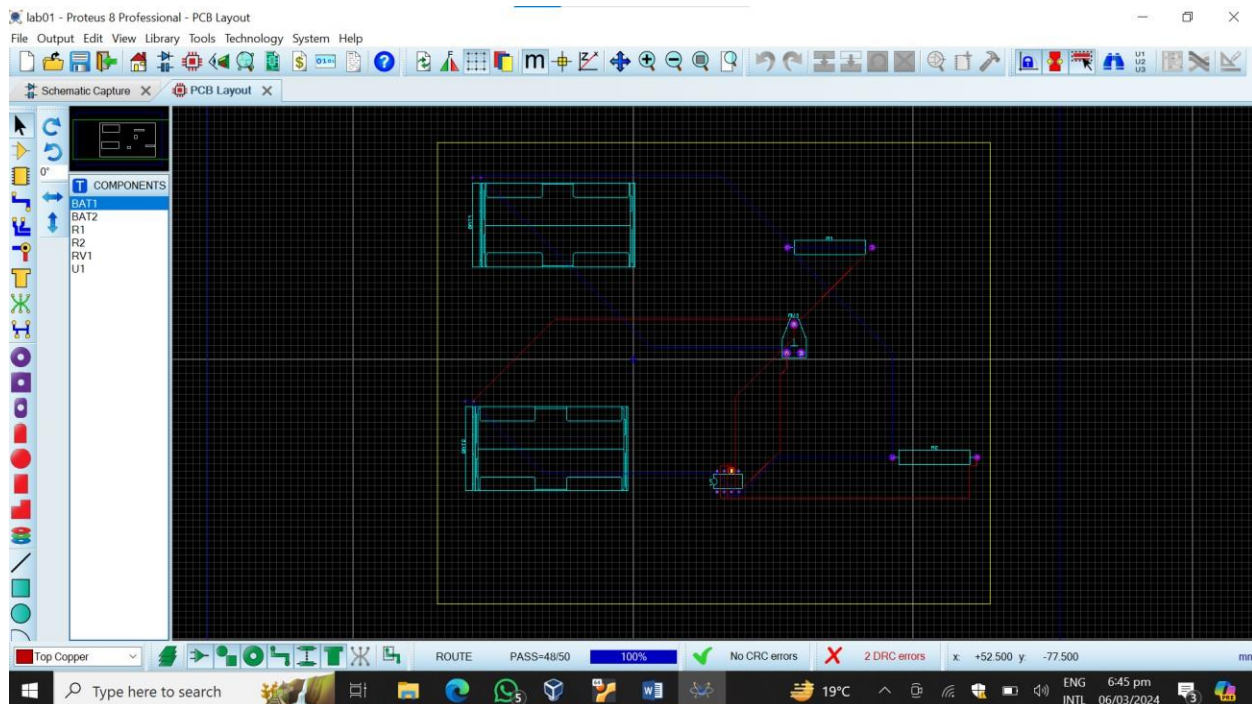 lab01 - Proteus 8 Professional - PCB Layout
File Output Edit View Library Tools Technology System Help
Schematic Capture X PCB Layout X
0°
T COMPONENTS
BAT1
BAT2
R1
R2
RV1
U1
Top Copper ROUTE PASS=48/50 100% No CRC errors 2 DRC errors x: +52.500 y: -77.500 mm
Type here to search 19°C ENG 6:45 pm
INTL 06/03/2024